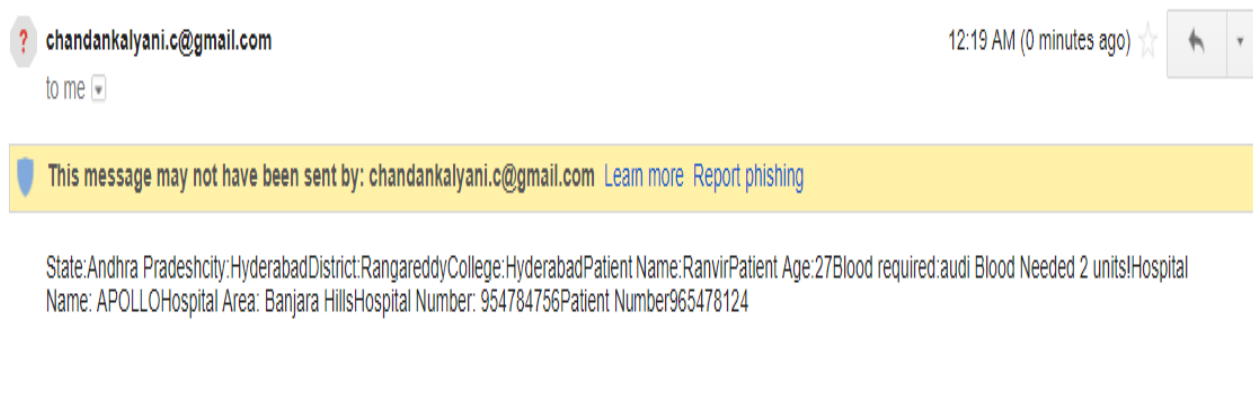 ?
chandankalyani.c@gmail.com 12:19 AM (0 minutes ago)
to me
This message may not have been sent by: chandankalyani.c@gmail.com Learn more Report phishing
State:Andhra Pradeshcity:HyderabadDistrict:RangareddyCollege:HyderabadPatient Name:RanvirPatient Age:27Blood required:audi Blood Needed 2 units!Hospital
Name: APOLLOHospital Area: Banjara HillsHospital Number: 954784756Patient Number965478124